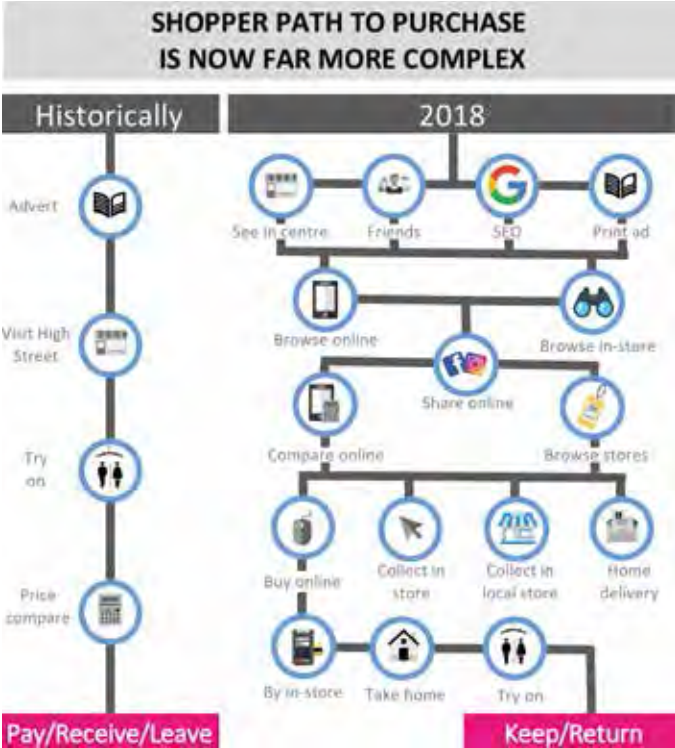 SHOPPER PATH TO PURCHASE
IS NOW FAR MORE COMPLEX
Historically
Advert
Visit High
Street
Try
on
Price
compare
Pay/Receive/Leave
2018
See in centre
Friends
SEO
Print ad
Browse online
Browse in-store
Share online
Compare online
Browse stores
Buy online
Collect in
store
Collect in
local store
Home
delivery
By in-store
Take home
Try on
Keep/Return